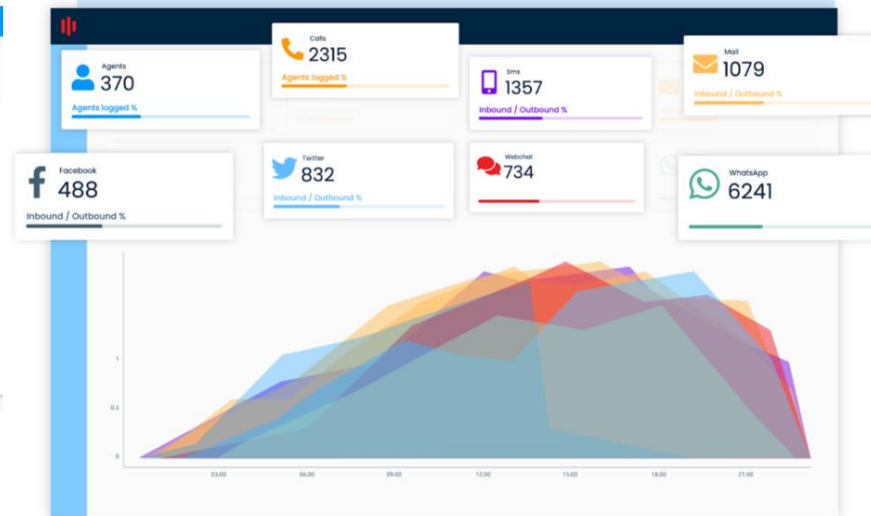 Agents
370
Agents logged %
Calls
2315
Agents logged %
Sms
1357
Inbound / Outbound %
Mail
1079
Inbound / Outbound %
Facebook
488
Inbound / Outbound %
Twitter
832
Inbound / Outbound %
Webchat
734
WhatsApp
6241
1
0.5
0
03:00
06:00
09:00
12:00
15:00
18:00
21:00